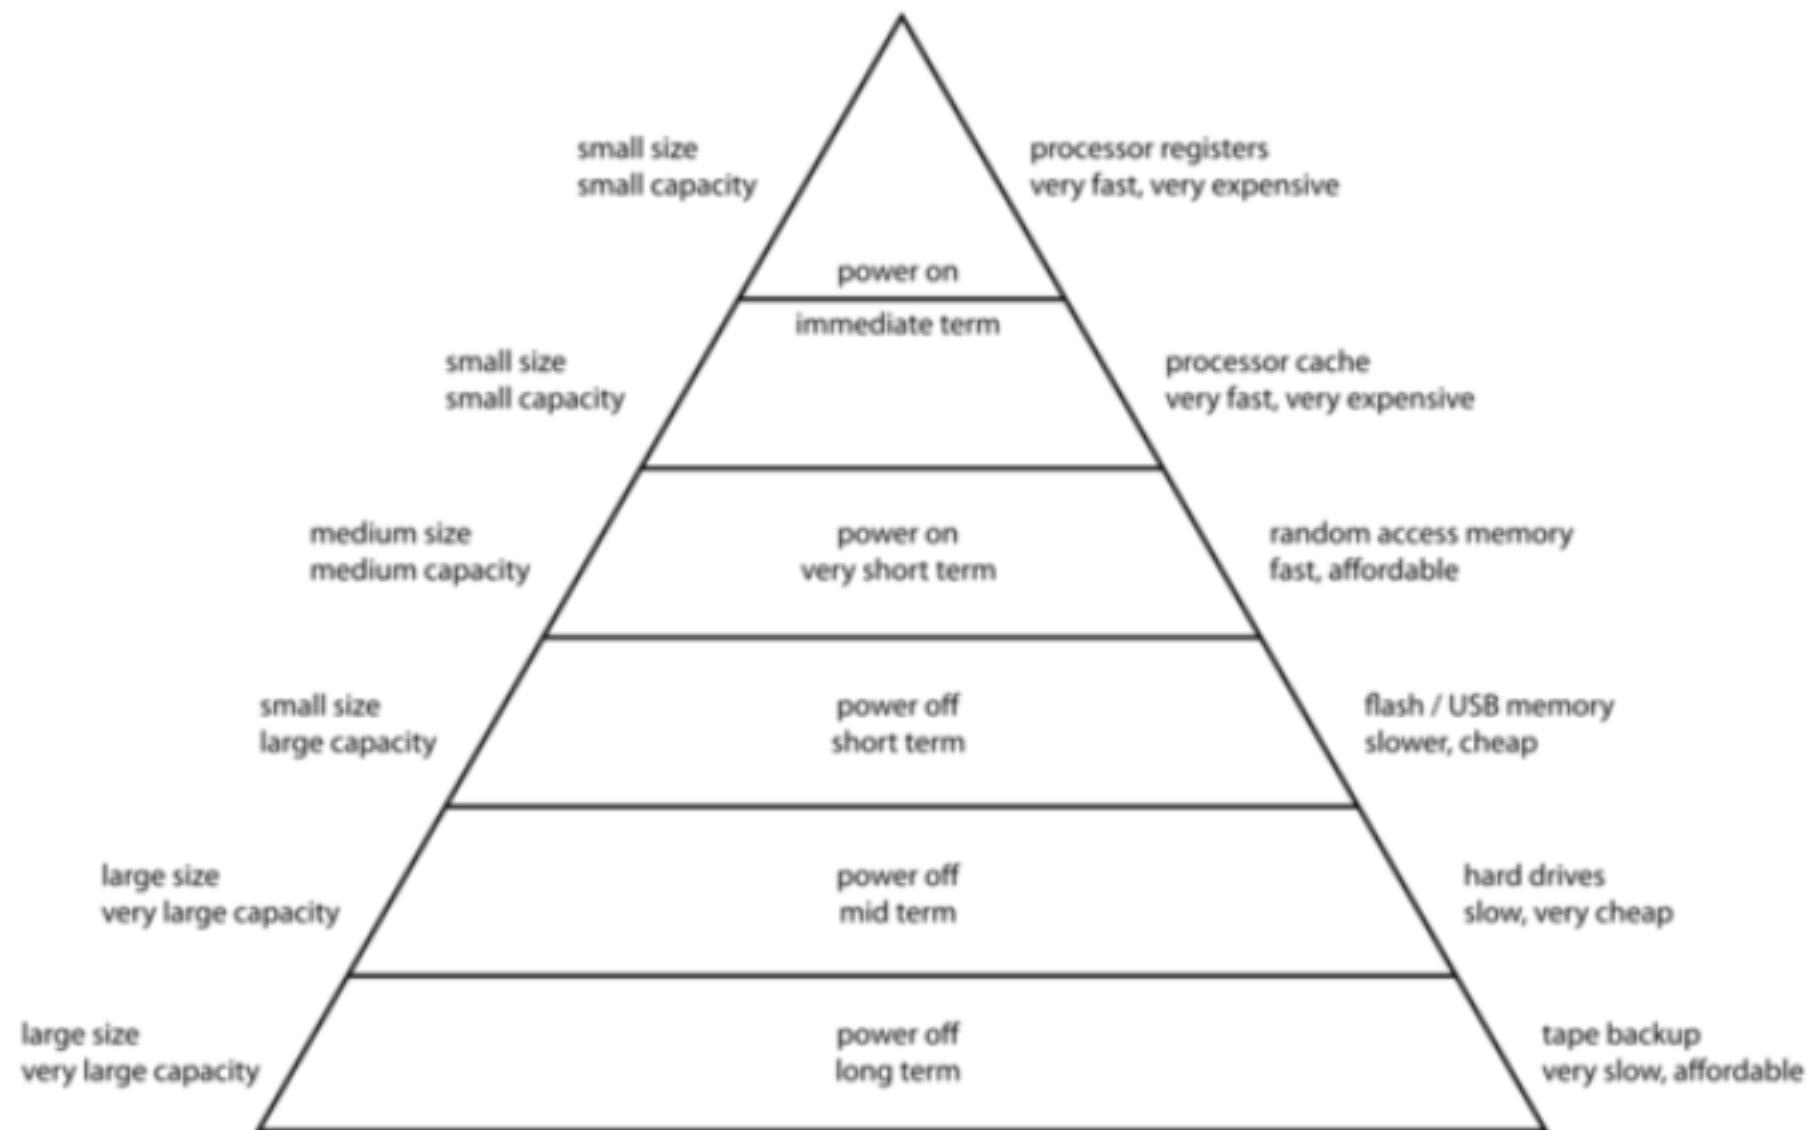 small size
small capacity
processor registers
very fast, very expensive
power on
immediate term
small size
small capacity
processor cache
very fast, very expensive
medium size
medium capacity
power on
very short term
random access memory
fast, affordable
small size
large capacity
power off
short term
flash / USB memory
slower, cheap
large size
very large capacity
power off
mid term
hard drives
slow, very cheap
large size
very large capacity
power off
long term
tape backup
very slow, affordable